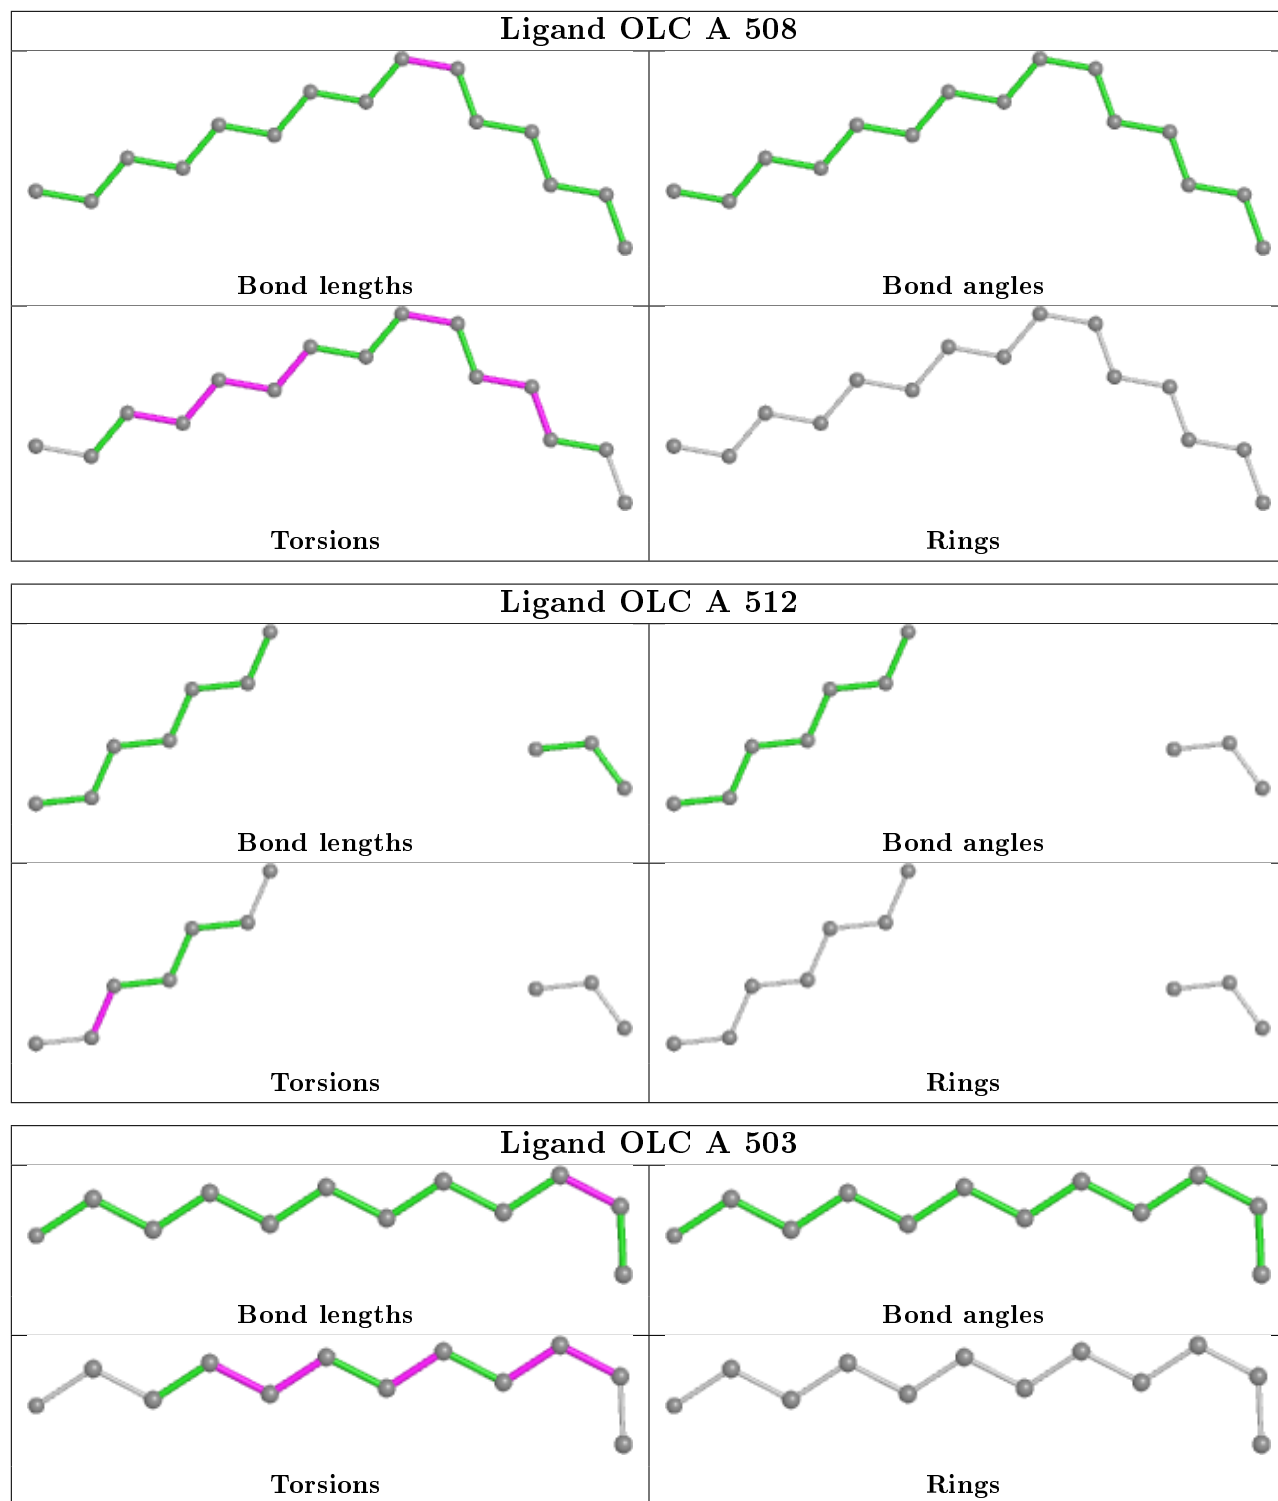 Ligand OLC A 508
Bond lengths
Bond angles
Torsions
Rings
Ligand OLC A 512
Bond lengths
Bond angles
Torsions
Rings
Ligand OLC A 503
Bond lengths
Bond angles
Torsions
Rings